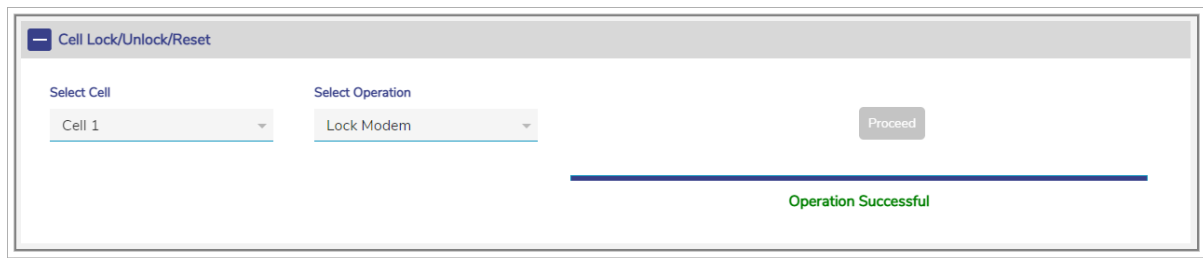 Cell Lock/Unlock/Reset
Select Cell
Select Operation
Cell 1
Lock Modem
Proceed
Operation Successful